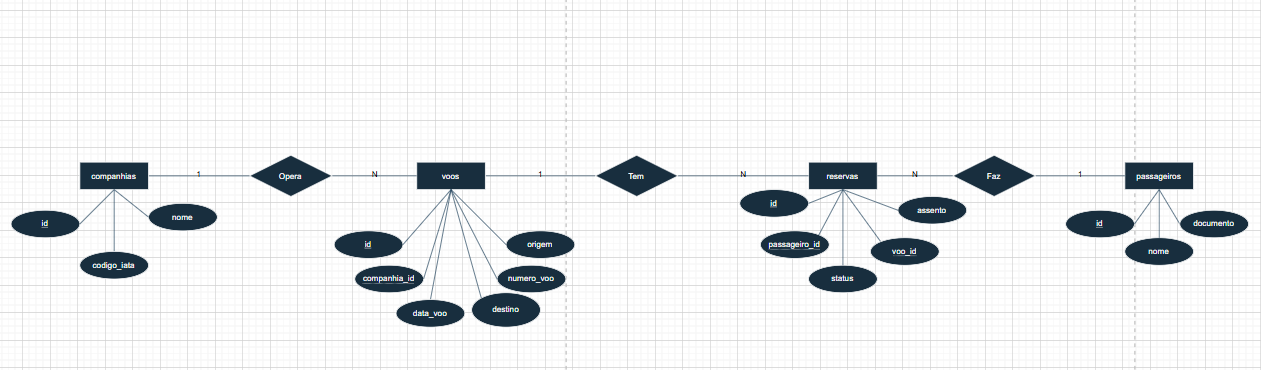 companhias
1
Opera
N
voos
1
Tem
N
reservas
N
Faz
1
passageiros
id
nome
codigo_iata
id
origem
companhia_id
numero_voo
data_voo
destino
id
assento
passageiro_id
voo_id
status
id
documento
nome